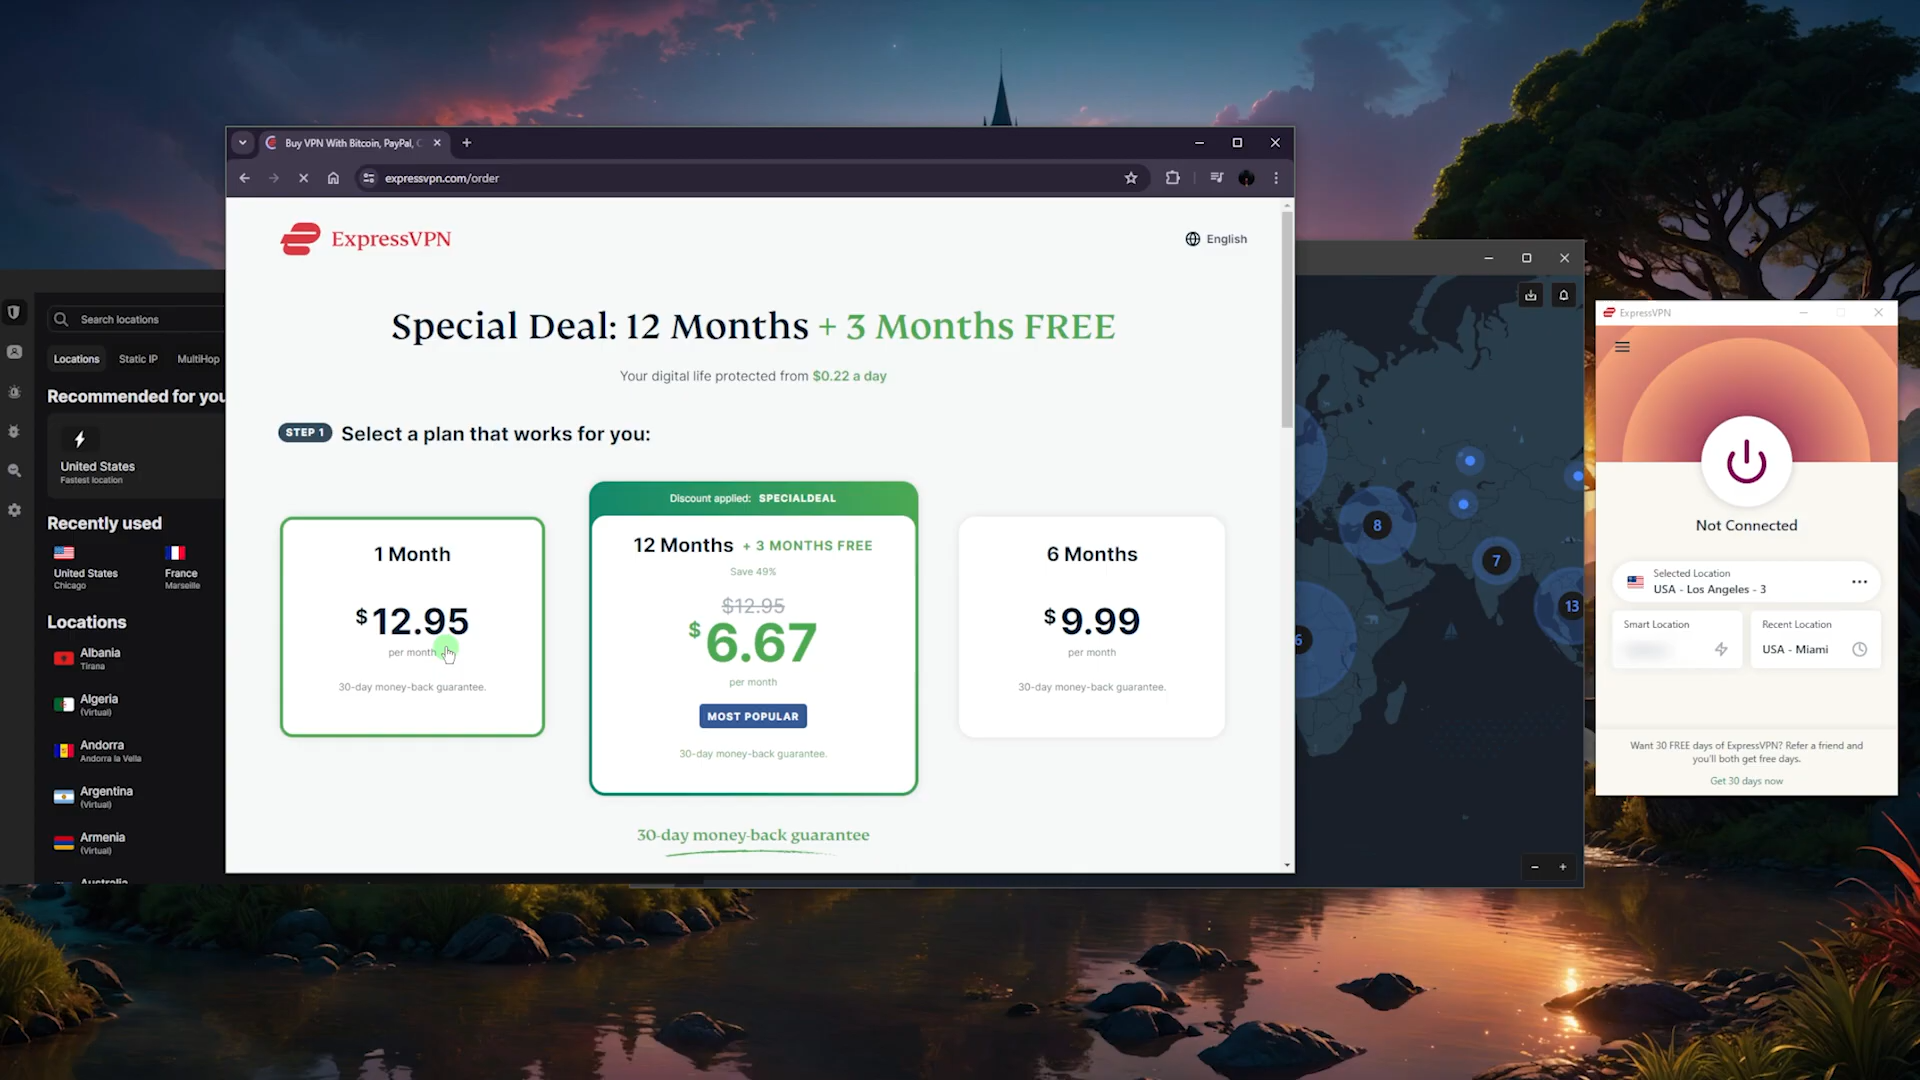 Buy VPN With Bitcoin, PayPal, C
expressvpn.com/order
ExpressVPN
English
Special Deal: 12 Months + 3 Months FREE
Your digital life protected from $0.22 a day
STEP 1 Select a plan that works for you:
1 Month
$12.95
per month
30-day money-back guarantee.
Discount applied: SPECIALDEAL
12 Months + 3 MONTHS FREE
Save 49%
$12.95
$6.67
per month
MOST POPULAR
30-day money-back guarantee.
6 Months
$9.99
per month
30-day money-back guarantee.
30-day money-back guarantee
Search locations
Locations Static IP MultiHop
Recommended for you
United States
Fastest location
Recently used
United States
Chicago
France
Marseille
Locations
Albania
Tirana
Algeria
(Virtual)
Andorra
Andorra la Vella
Argentina
(Virtual)
Armenia
(Virtual)
Australia
8
7
13
6
ExpressVPN
Not Connected
Selected Location
USA - Los Angeles - 3
Smart Location
Recent Location
USA - Miami
Want 30 FREE days of ExpressVPN? Refer a friend and
you'll both get free days.
Get 30 days now